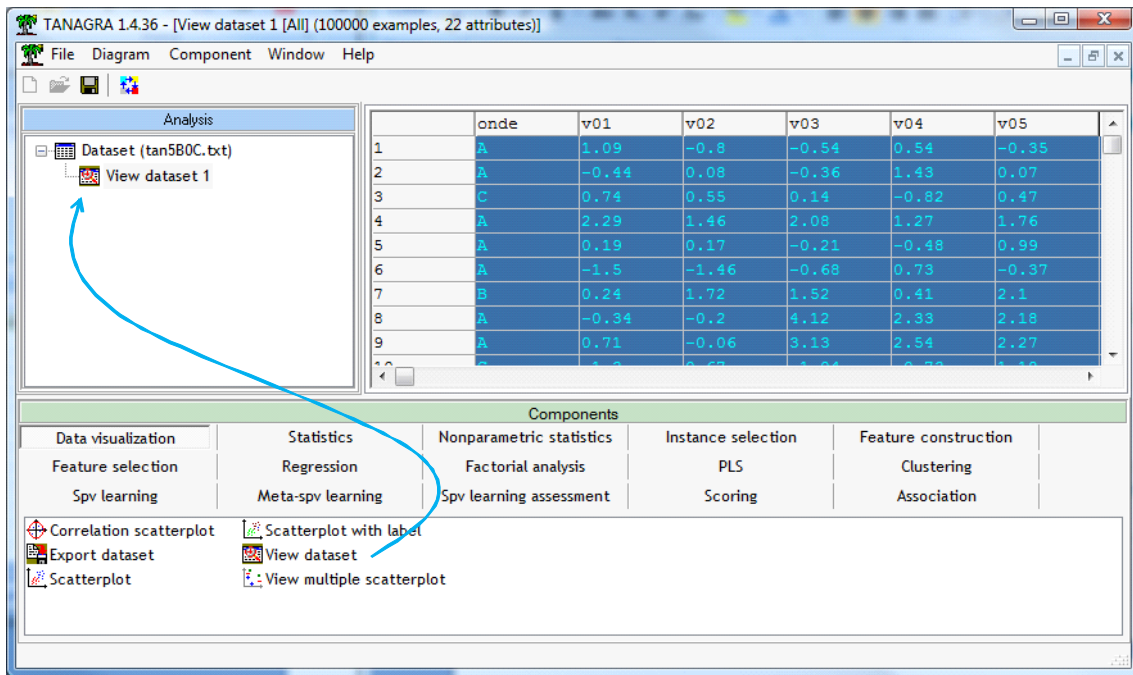 TANAGRA 1.4.36 - [View dataset 1 [All] (100000 examples, 22 attributes)]
File Diagram Component Window Help
Analysis
Dataset (tan5B0C.txt)
View dataset 1
onde v01 v02 v03 v04 v05
1 A 1.09 -0.8 -0.54 0.54 -0.35
2 A -0.44 0.08 -0.36 1.43 0.07
3 C 0.74 0.55 0.14 -0.82 0.47
4 A 2.29 1.46 2.08 1.27 1.76
5 A 0.19 0.17 -0.21 -0.48 0.99
6 A -1.5 -1.46 -0.68 0.73 -0.37
7 B 0.24 1.72 1.52 0.41 2.1
8 A -0.34 -0.2 4.12 2.33 2.18
9 A 0.71 -0.06 3.13 2.54 2.27
Components
Data visualization Statistics Nonparametric statistics Instance selection Feature construction
Feature selection Regression Factorial analysis PLS Clustering
Spv learning Meta-spv learning Spv learning assessment Scoring Association
Correlation scatterplot Scatterplot with label
Export dataset View dataset
Scatterplot View multiple scatterplot